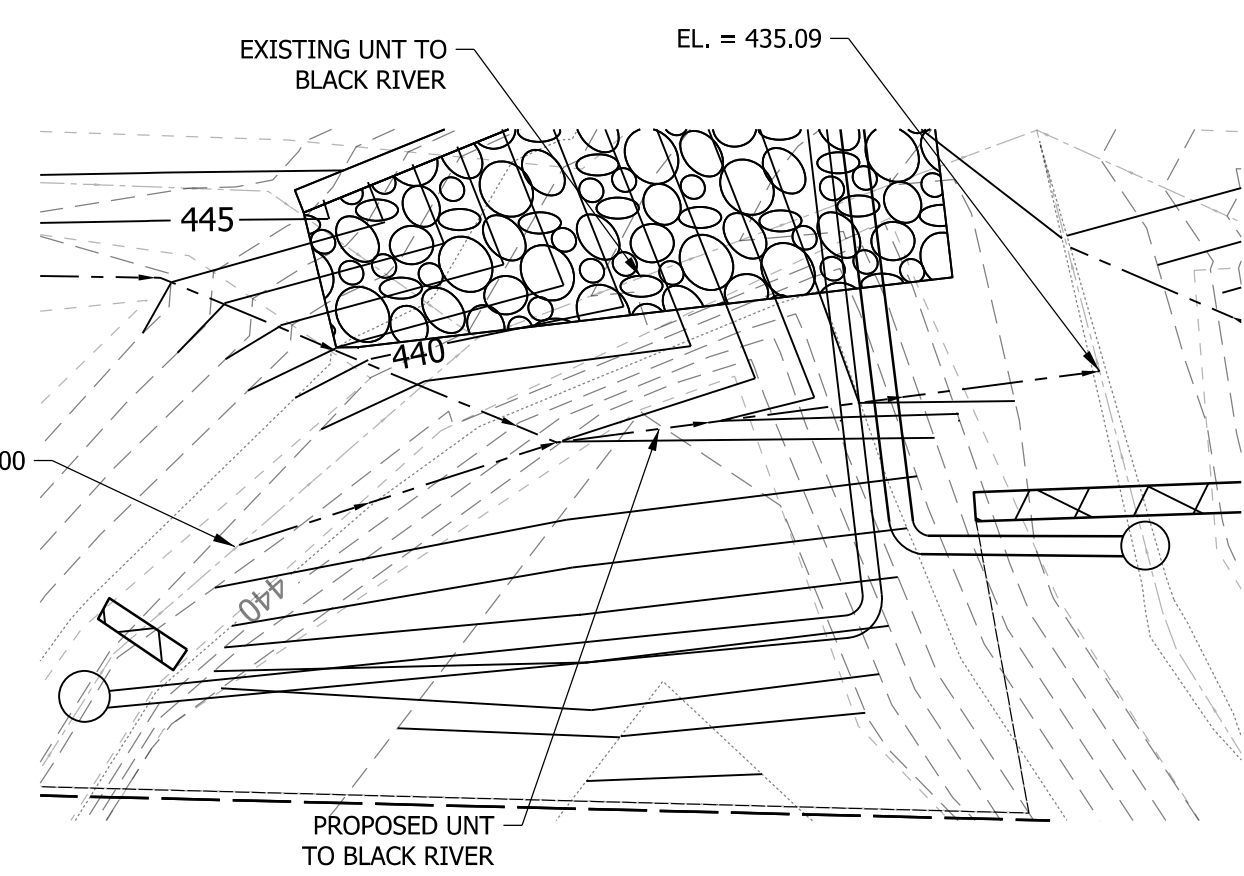 EXISTING UNT TO
BLACK RIVER
EL. = 435.09
445
440
00
440
PROPOSED UNT
TO BLACK RIVER